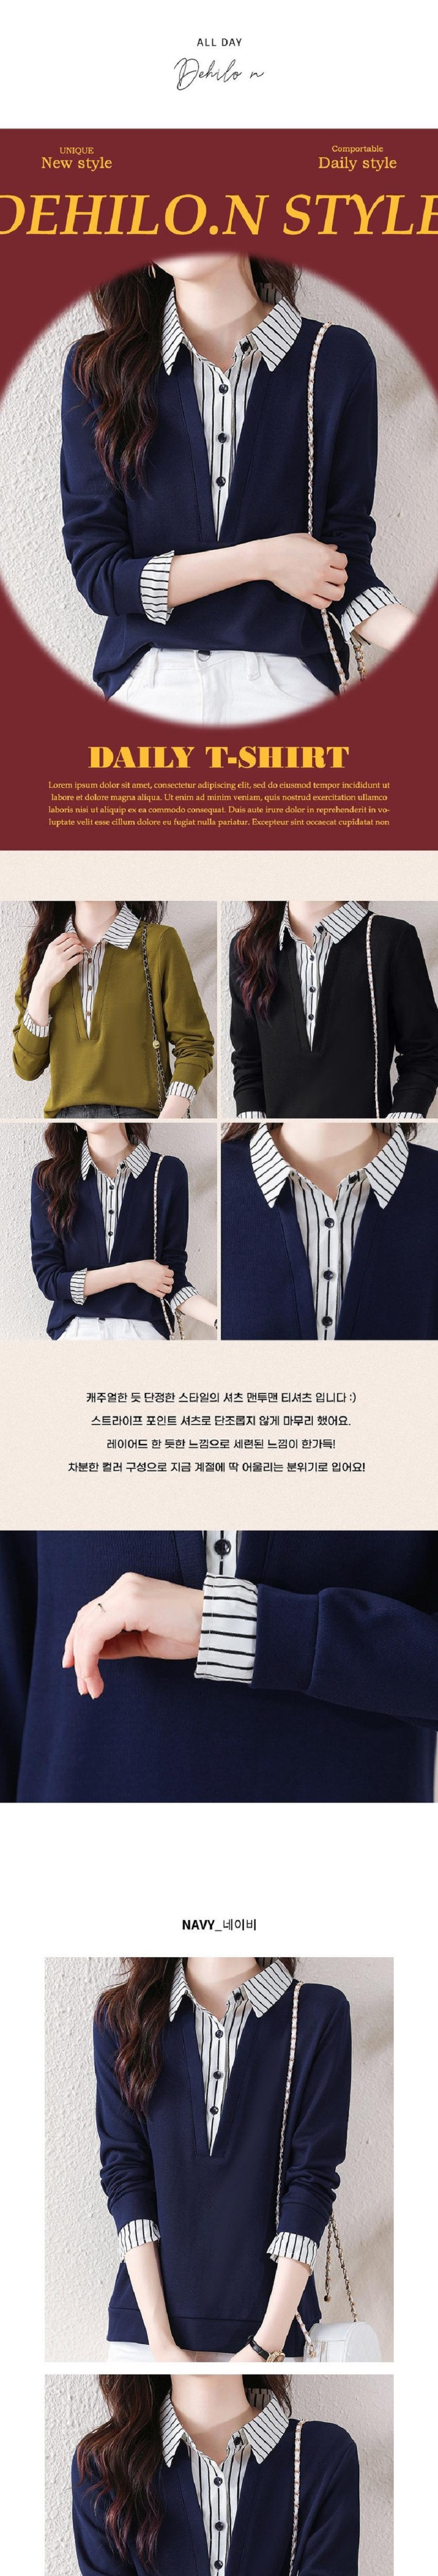 ALL DAY
Dehilo n
UNIQUE
New style
Comportable
Daily style
DEHILO.N STYLE
DAILY T-SHIRT
Lorem ipsum dolor sit amet, consectetur adipiscing elit, sed do eiusmod tempor incididunt ut
labore et dolore magna aliqua. Ut enim ad minim veniam, quis nostrud exercitation ullamco
laboris nisi ut aliquip ex ea commodo consequat. Duis aute irure dolor in reprehenderit in vo-
luptate velit esse cillum dolore eu fugiat nulla pariatur. Excepteur sint occaecat cupidatat non
캐주얼한 듯 단정한 스타일의 셔츠 맨투맨 티셔츠 입니다 :)
스트라이프 포인트 셔츠로 단조롭지 않게 마무리 했어요.
레이어드 한 듯한 느낌으로 세련된 느낌이 한가득!
차분한 컬러 구성으로 지금 계절에 딱 어울리는 분위기로 입어요!
NAVY_네이비